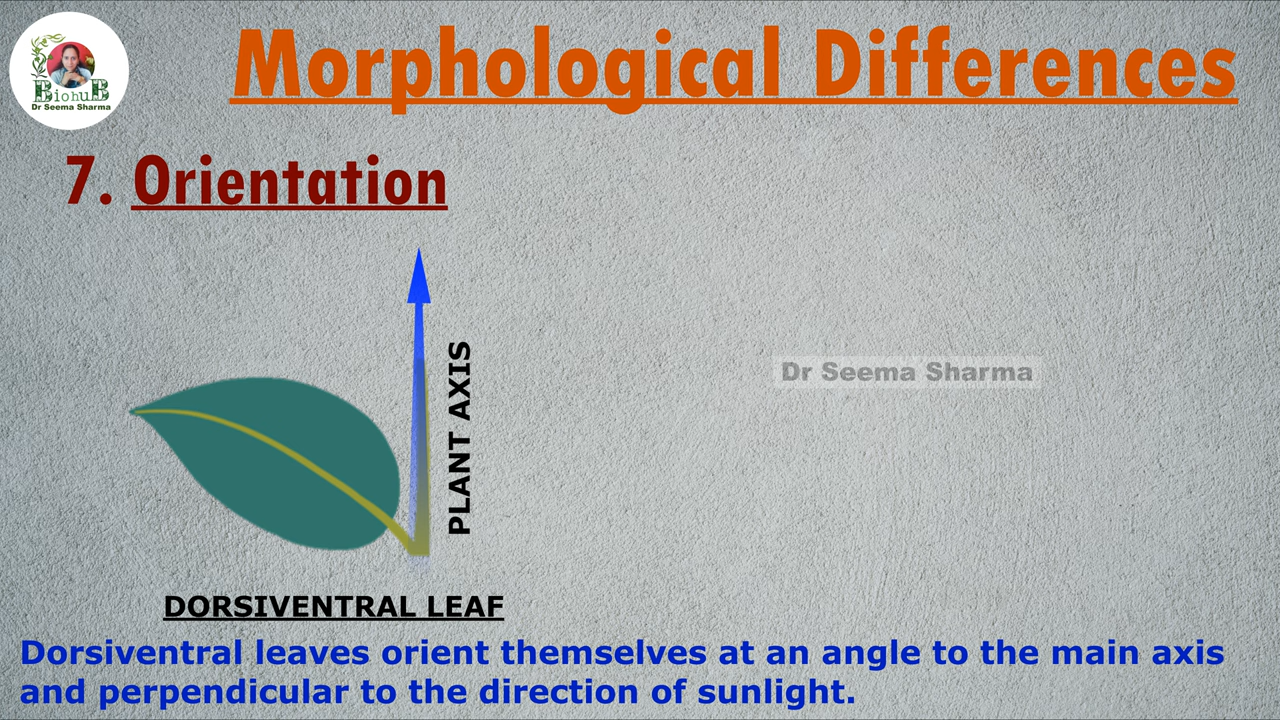 Morphological Differences
BiohuB
Dr Seema Sharma
7. Orientation
PLANT AXIS
Dr Seema Sharma
DORSIVENTRAL LEAF
Dorsiventral leaves orient themselves at an angle to the main axis
and perpendicular to the direction of sunlight.